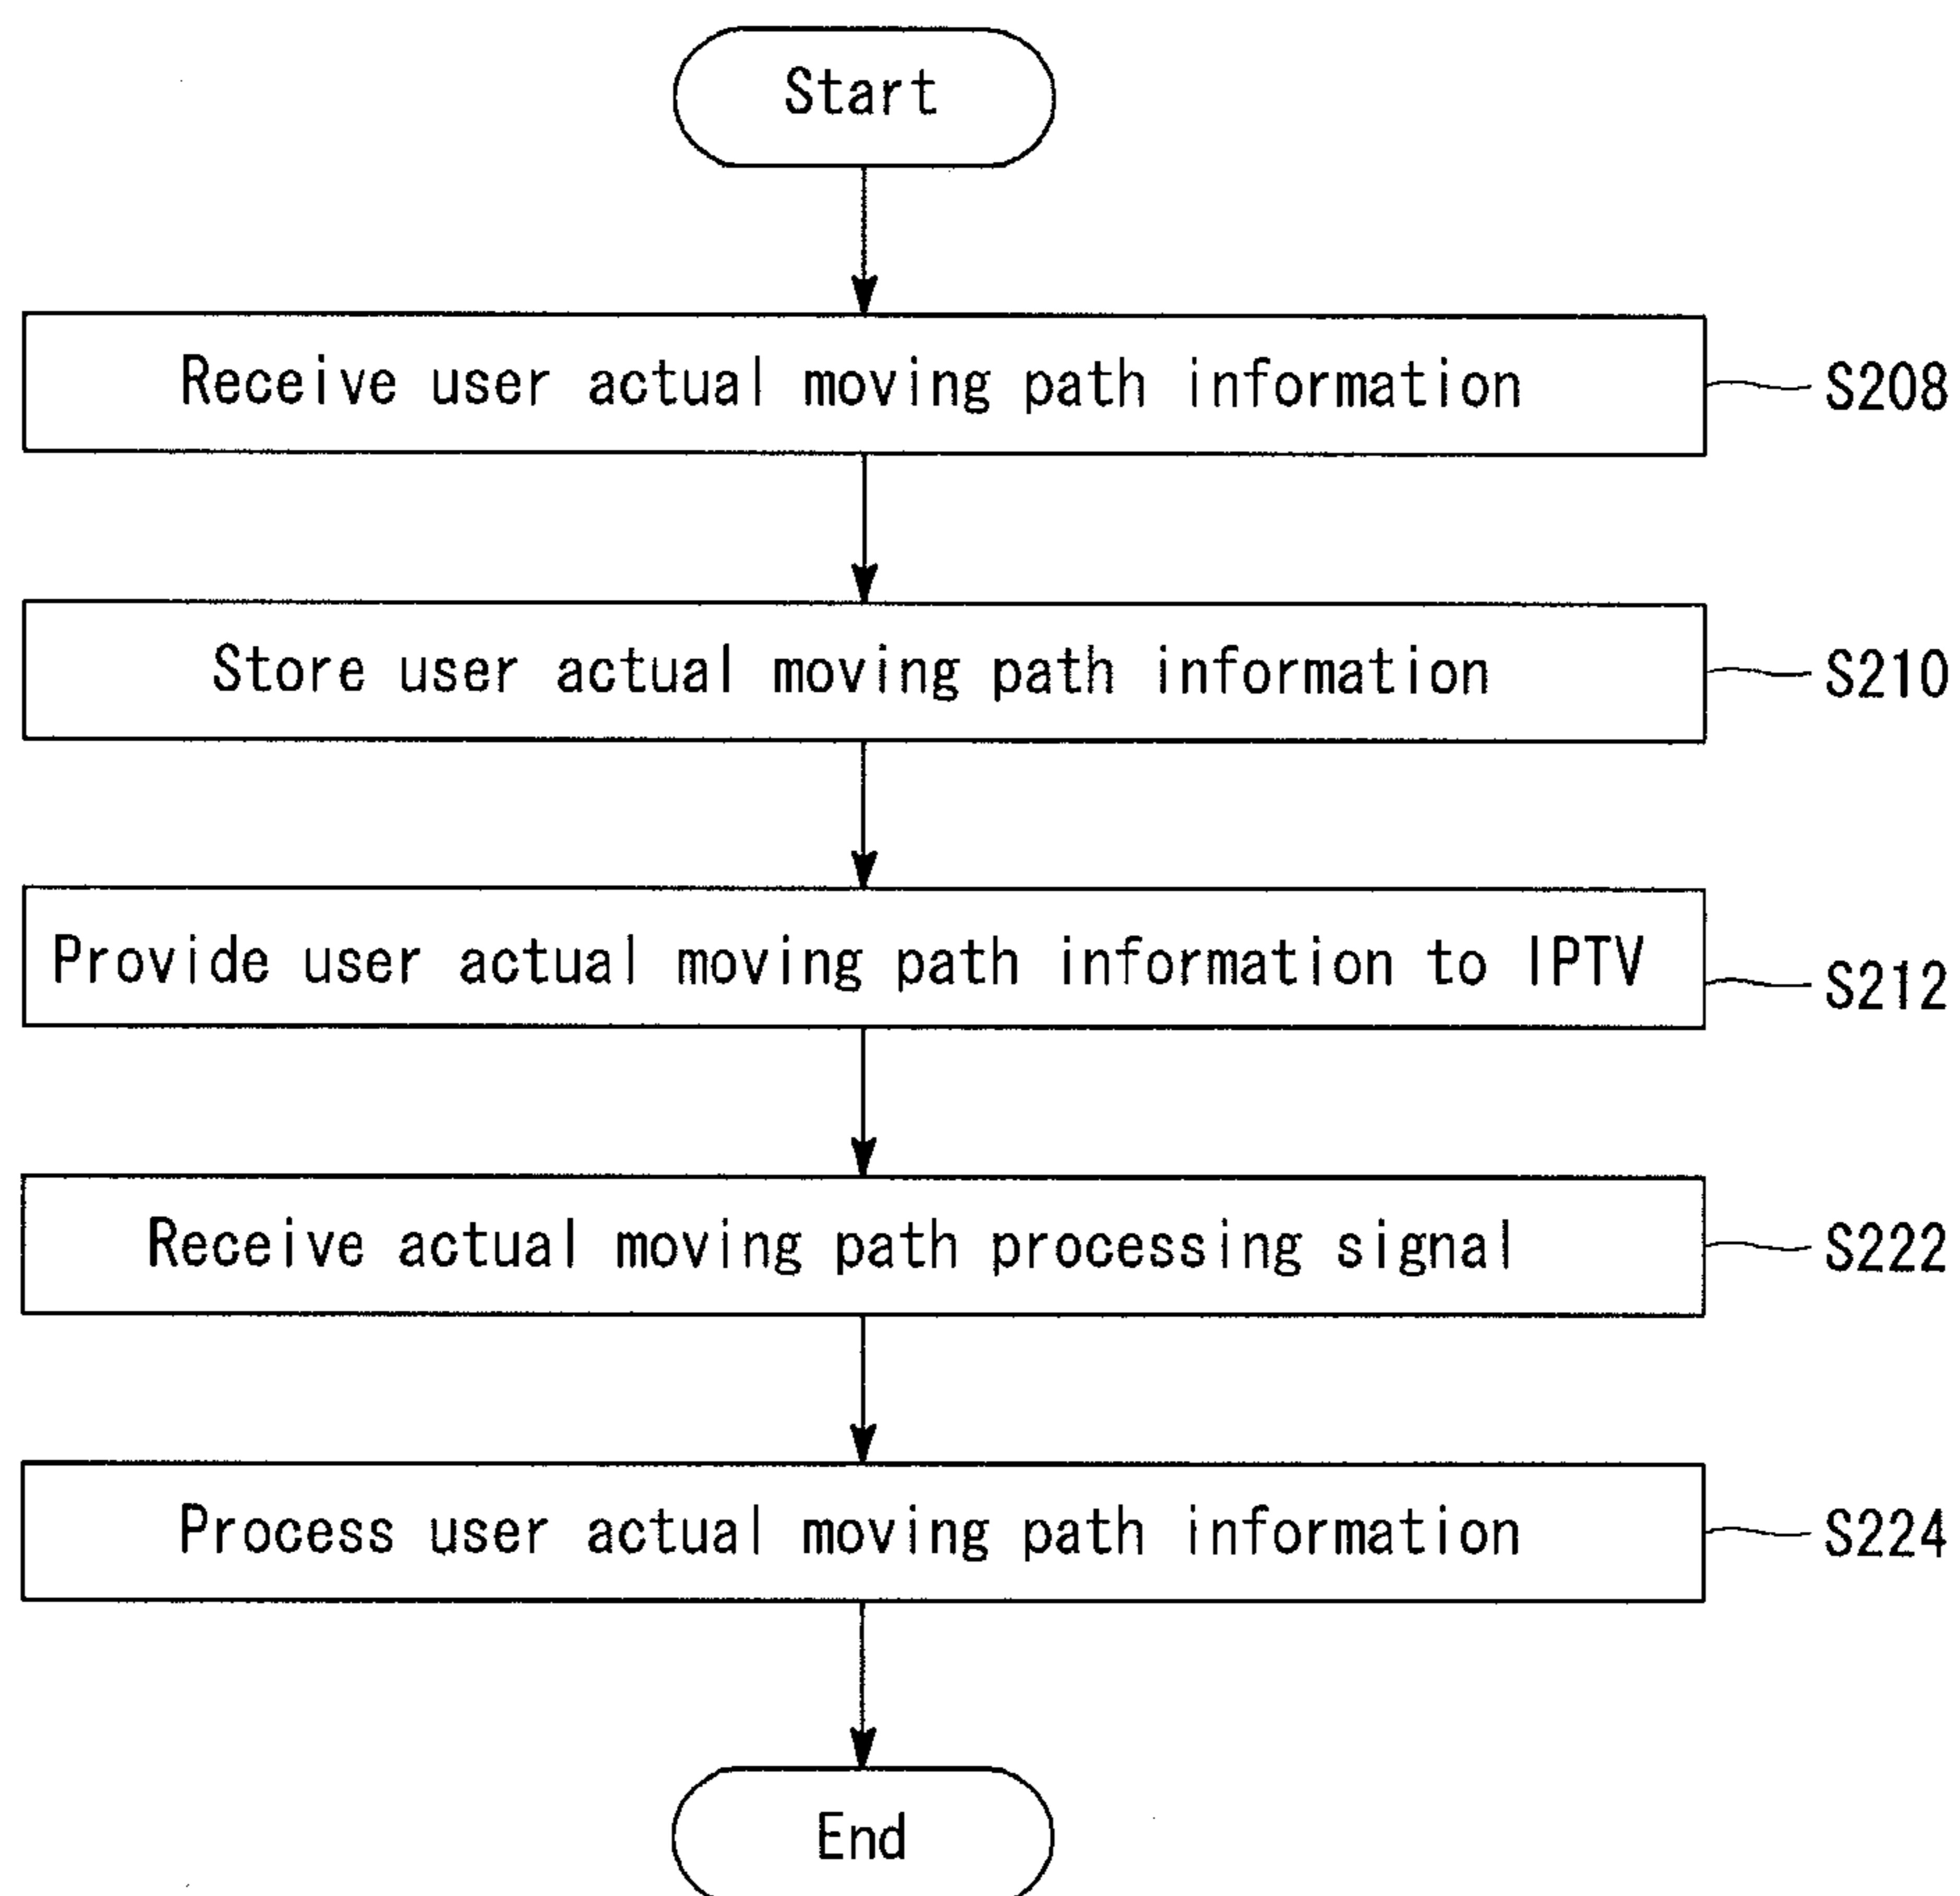 Start
Receive user actual moving path information
S208
Store user actual moving path information
S210
Provide user actual moving path information to IPTV
S212
Receive actual moving path processing signal
S222
Process user actual moving path information
S224
End